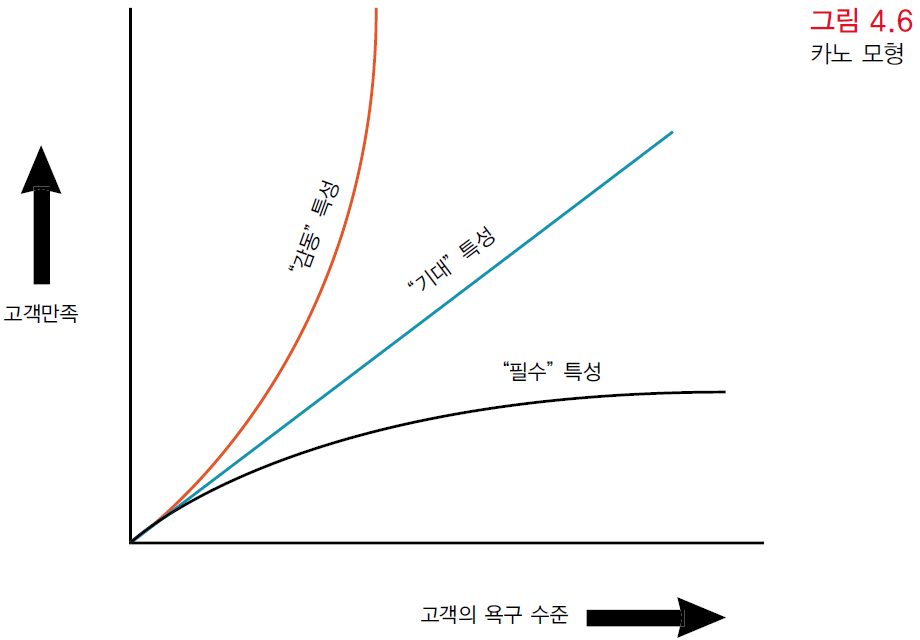 그림 4.6
카노 모형
“감동” 특성
“기대” 특성
“필수” 특성
고객만족
고객의 욕구 수준